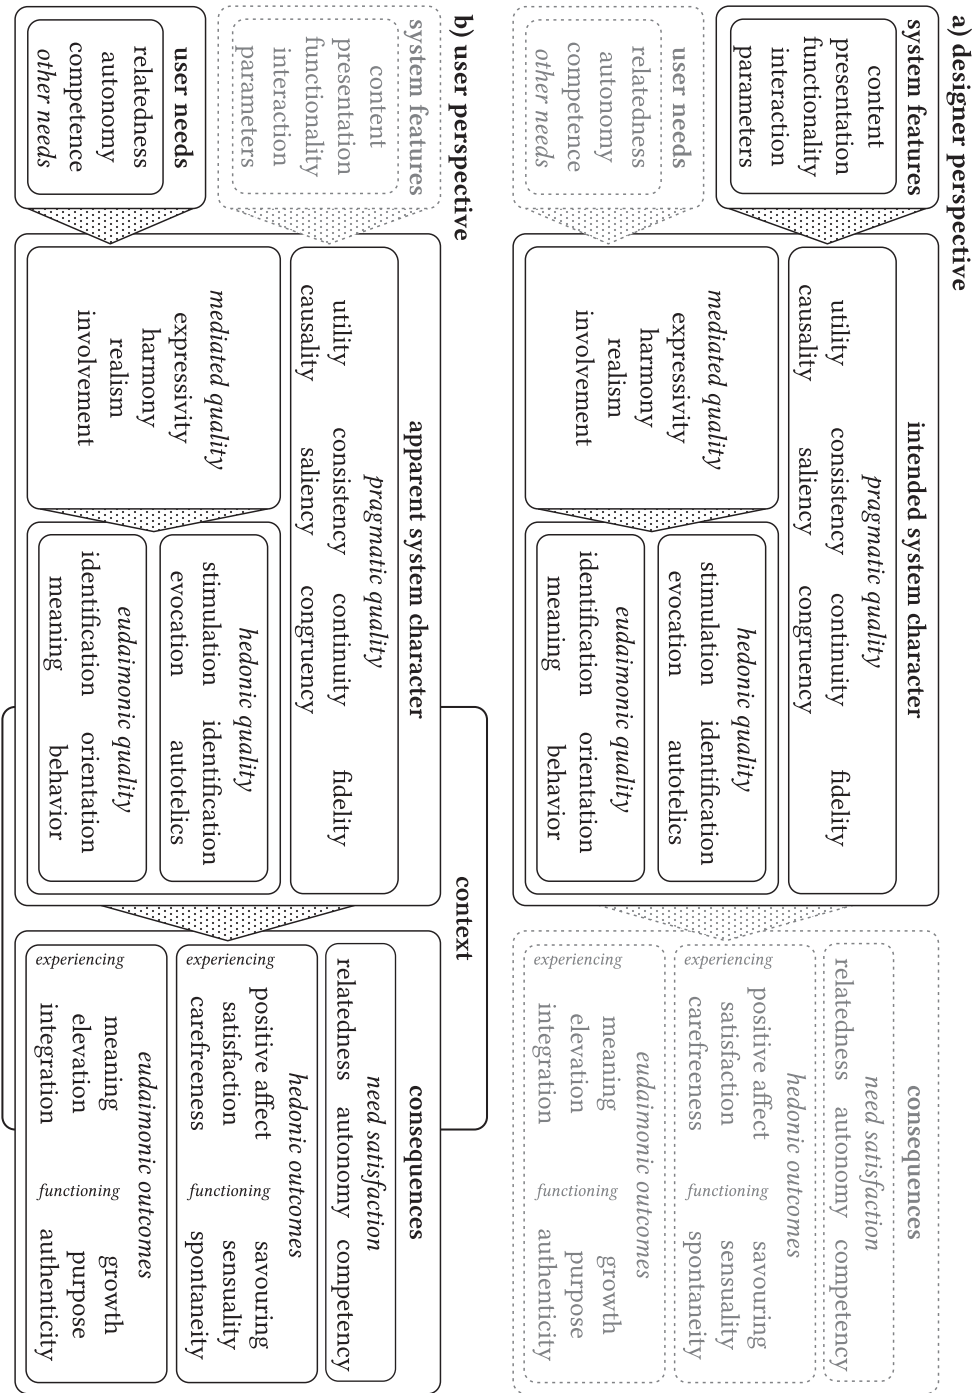 a) designer perspective
system features
content
presentation
functionality
interaction
parameters
user needs
relatedness
autonomy
competence
other needs
intended system character
pragmatic quality
utility consistency continuity fidelity
causality saliency congruency
mediated quality
expressivity
harmony
realism
involvement
hedonic quality
stimulation identification
evocation autotelics
eudaimonic quality
identification orientation
meaning behavior
consequences
need satisfaction
relatedness autonomy competency
hedonic outcomes
experiencing
positive affect
satisfaction
carefreeness
functioning
savouring
sensuality
spontaneity
eudaimonic outcomes
experiencing
meaning
elevation
integration
functioning
growth
purpose
authenticity
b) user perspective
context
system features
content
presentation
functionality
interaction
parameters
user needs
relatedness
autonomy
competence
other needs
apparent system character
pragmatic quality
utility consistency continuity fidelity
causality saliency congruency
mediated quality
expressivity
harmony
realism
involvement
hedonic quality
stimulation identification
evocation autotelics
eudaimonic quality
identification orientation
meaning behavior
consequences
need satisfaction
relatedness autonomy competency
hedonic outcomes
experiencing
positive affect
satisfaction
carefreeness
functioning
savouring
sensuality
spontaneity
eudaimonic outcomes
experiencing
meaning
elevation
integration
functioning
growth
purpose
authenticity